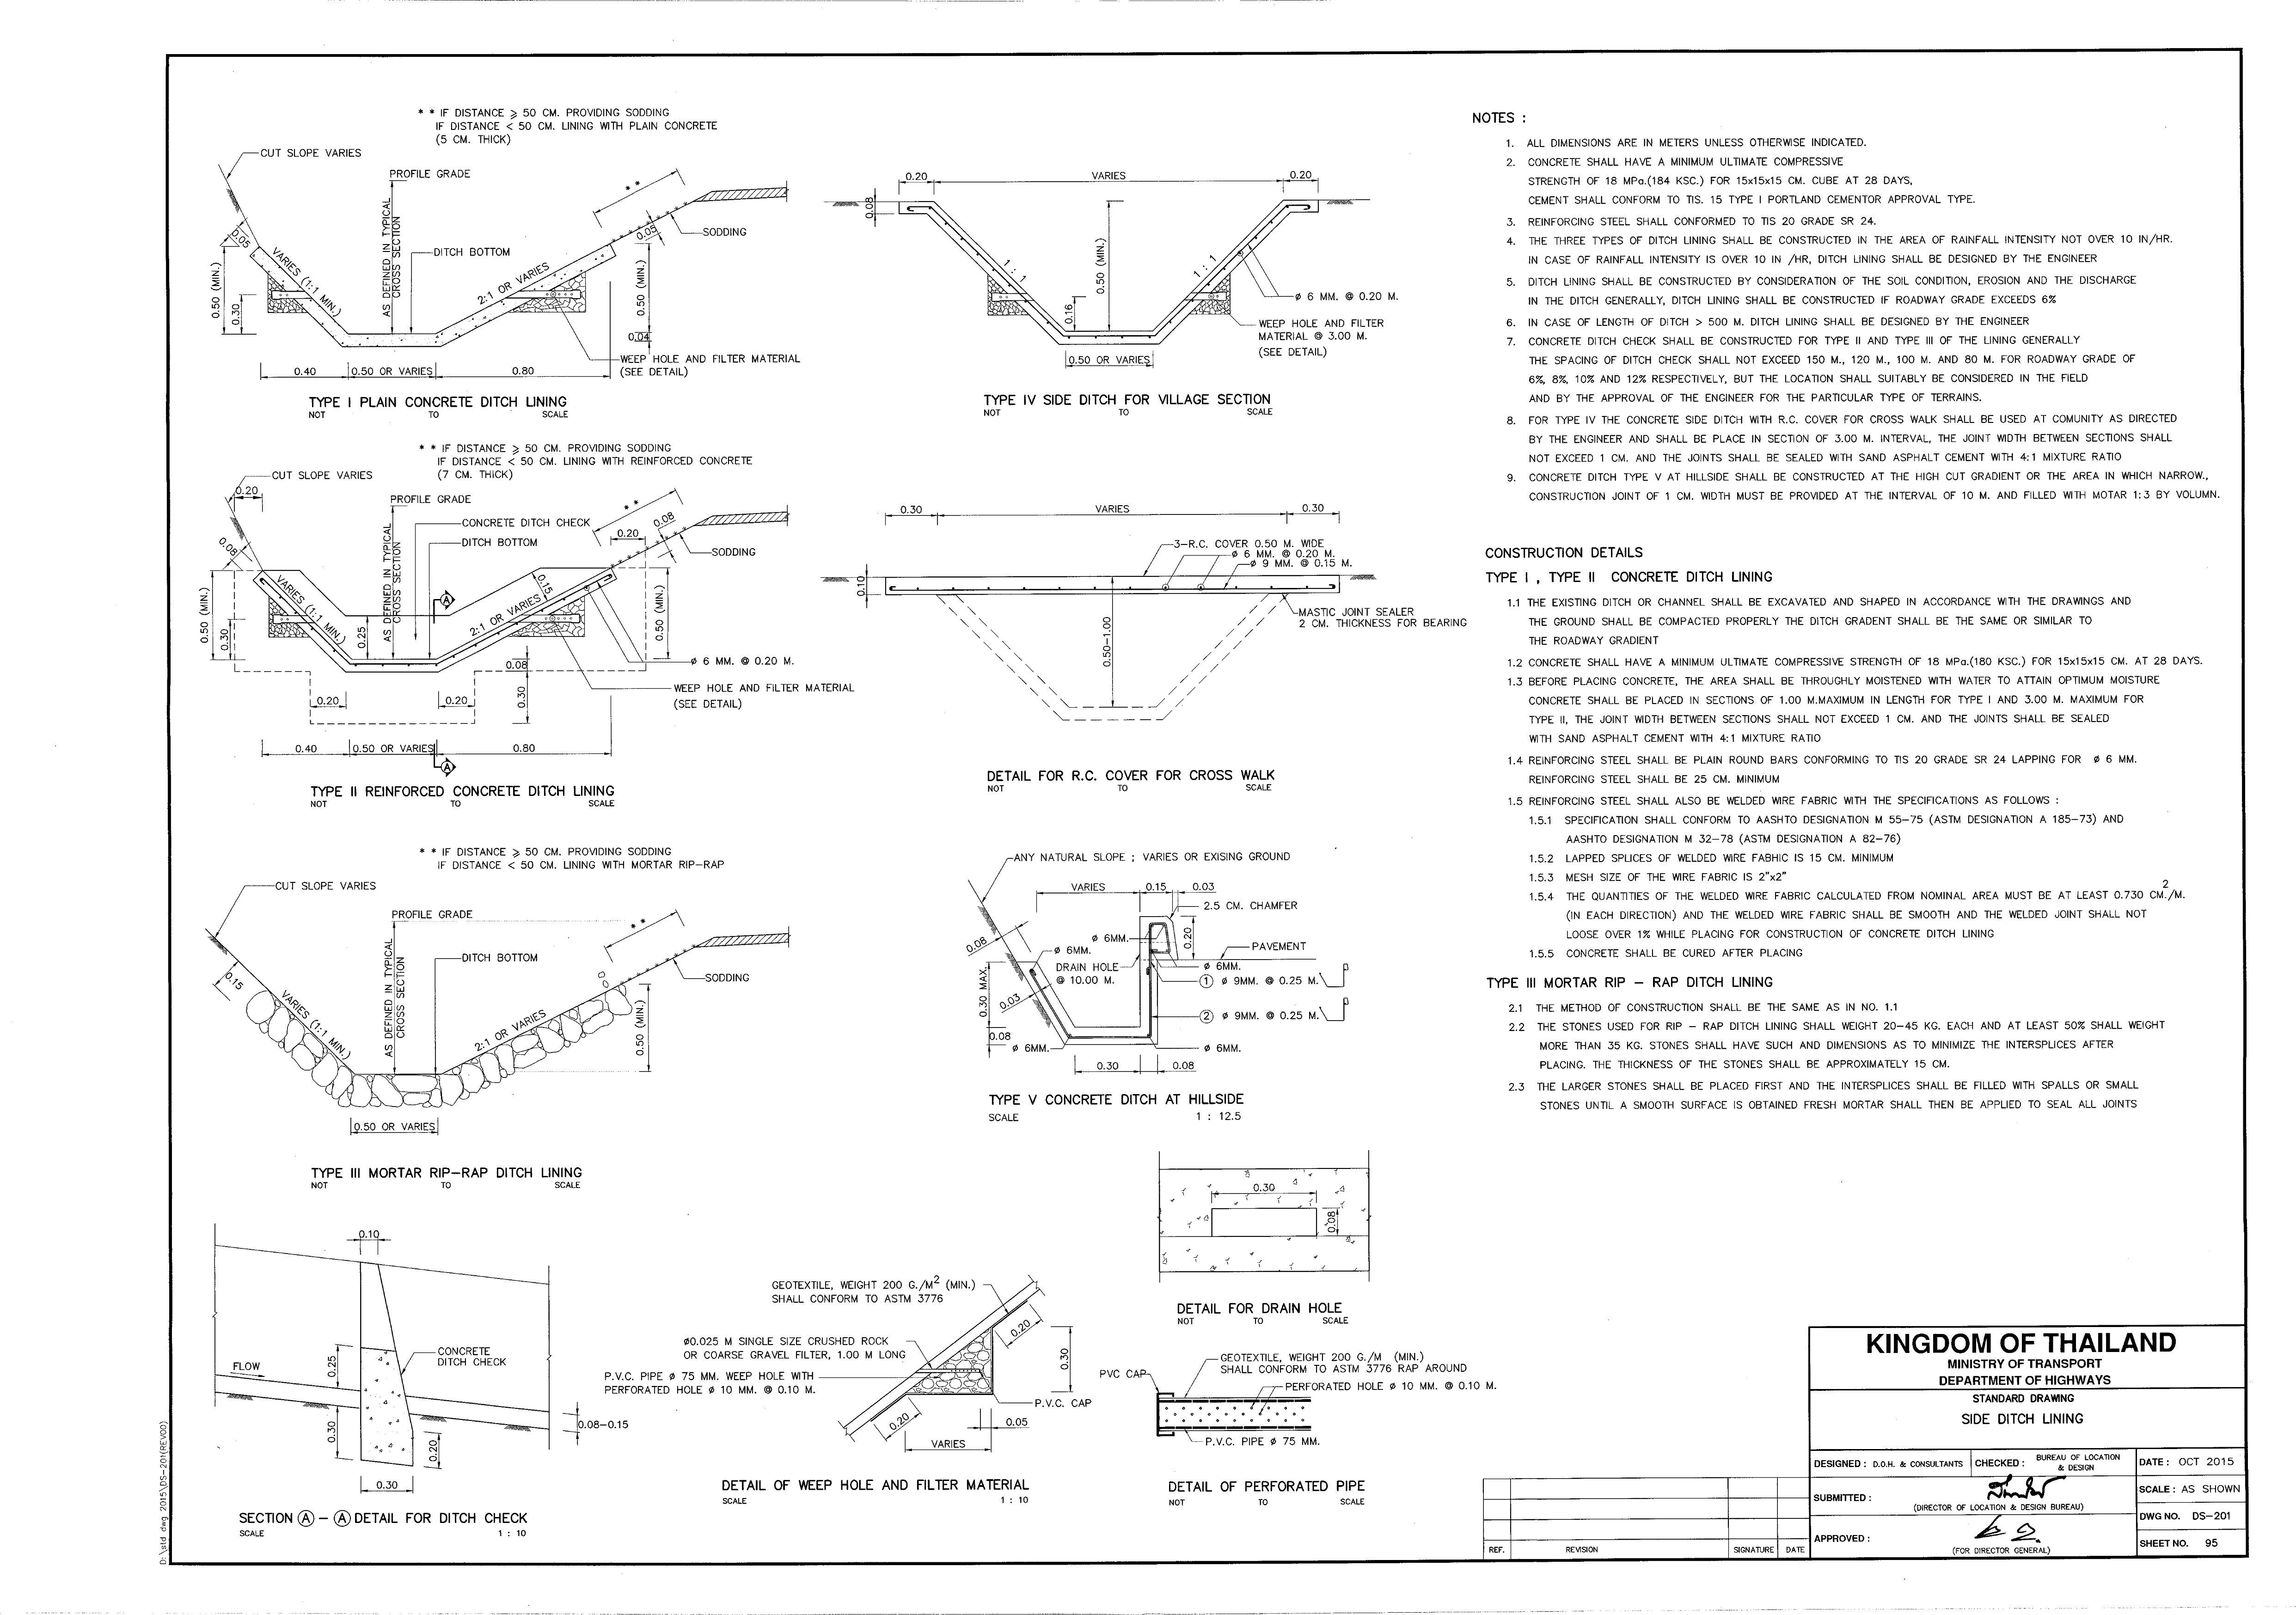 * * IF DISTANCE ⩾ 50 CM. PROVIDING SODDING
IF DISTANCE < 50 CM. LINING WITH PLAIN CONCRETE
(5 CM. THICK)
CUT SLOPE VARIES
PROFILE GRADE
* *
0.05
VARIES (1:1 MIN.)
AS DEFINED IN TYPICAL
CROSS SECTION
DITCH BOTTOM
2:1 OR VARIES
0.05
SODDING
0.50 (MIN.)
0.30
0.50 (MIN.)
0.04
WEEP HOLE AND FILTER MATERIAL
(SEE DETAIL)
0.40
0.50 OR VARIES
0.80
TYPE I PLAIN CONCRETE DITCH LINING
NOT TO SCALE
* * IF DISTANCE ⩾ 50 CM. PROVIDING SODDING
IF DISTANCE < 50 CM. LINING WITH REINFORCED CONCRETE
(7 CM. THICK)
CUT SLOPE VARIES
0.20
PROFILE GRADE
* *
CONCRETE DITCH CHECK
DITCH BOTTOM
0.08
0.20
SODDING
0.08
VARIES (1:1 MIN.)
AS DEFINED IN TYPICAL
CROSS SECTION
0.15
A
2:1 OR VARIES
0.50 (MIN.)
0.30
0.25
0.50 (MIN.)
0.08
ø 6 MM. @ 0.20 M.
WEEP HOLE AND FILTER MATERIAL
(SEE DETAIL)
0.20
0.20
0.30
0.40
0.50 OR VARIES
0.80
A
TYPE II REINFORCED CONCRETE DITCH LINING
NOT TO SCALE
* * IF DISTANCE ⩾ 50 CM. PROVIDING SODDING
IF DISTANCE < 50 CM. LINING WITH MORTAR RIP-RAP
CUT SLOPE VARIES
PROFILE GRADE
* *
DITCH BOTTOM
SODDING
0.15
VARIES (1:1 MIN.)
AS DEFINED IN TYPICAL
CROSS SECTION
2:1 OR VARIES
0.50 (MIN.)
0.50 OR VARIES
TYPE III MORTAR RIP-RAP DITCH LINING
NOT TO SCALE
0.10
CONCRETE
DITCH CHECK
FLOW
0.25
0.30
0.20
0.08-0.15
0.30
SECTION A - A DETAIL FOR DITCH CHECK
SCALE 1 : 10
0.20
VARIES
0.20
0.08
1 : 1
0.50 (MIN.)
1 : 1
0.16
ø 6 MM. @ 0.20 M.
WEEP HOLE AND FILTER
MATERIAL @ 3.00 M.
(SEE DETAIL)
0.50 OR VARIES
TYPE IV SIDE DITCH FOR VILLAGE SECTION
NOT TO SCALE
0.30
VARIES
0.30
3-R.C. COVER 0.50 M. WIDE
ø 6 MM. @ 0.20 M.
ø 9 MM. @ 0.15 M.
0.10
MASTIC JOINT SEALER
2 CM. THICKNESS FOR BEARING
0.50-1.00
DETAIL FOR R.C. COVER FOR CROSS WALK
NOT TO SCALE
ANY NATURAL SLOPE ; VARIES OR EXISING GROUND
VARIES
0.15
0.03
2.5 CM. CHAMFER
0.08
ø 6MM.
0.20
PAVEMENT
ø 6MM.
DRAIN HOLE
@ 10.00 M.
ø 6MM.
1 ø 9MM. @ 0.25 M.
0.30 MAX.
0.03
2 ø 9MM. @ 0.25 M.
0.08
ø 6MM.
ø 6MM.
0.30
0.08
TYPE V CONCRETE DITCH AT HILLSIDE
SCALE 1 : 12.5
0.30
0.08
DETAIL FOR DRAIN HOLE
NOT TO SCALE
GEOTEXTILE, WEIGHT 200 G./M2 (MIN.)
SHALL CONFORM TO ASTM 3776
0.20
ø0.025 M SINGLE SIZE CRUSHED ROCK
OR COARSE GRAVEL FILTER, 1.00 M LONG
0.30
P.V.C. PIPE ø 75 MM. WEEP HOLE WITH
PERFORATED HOLE ø 10 MM. @ 0.10 M.
P.V.C. CAP
0.20
0.05
VARIES
DETAIL OF WEEP HOLE AND FILTER MATERIAL
SCALE 1 : 10
GEOTEXTILE, WEIGHT 200 G./M (MIN.)
SHALL CONFORM TO ASTM 3776 RAP AROUND
PVC CAP
PERFORATED HOLE ø 10 MM. @ 0.10 M.
P.V.C. PIPE ø 75 MM.
DETAIL OF PERFORATED PIPE
NOT TO SCALE
NOTES :
1. ALL DIMENSIONS ARE IN METERS UNLESS OTHERWISE INDICATED.
2. CONCRETE SHALL HAVE A MINIMUM ULTIMATE COMPRESSIVE
STRENGTH OF 18 MPa.(184 KSC.) FOR 15x15x15 CM. CUBE AT 28 DAYS,
CEMENT SHALL CONFORM TO TIS. 15 TYPE I PORTLAND CEMENTOR APPROVAL TYPE.
3. REINFORCING STEEL SHALL CONFORMED TO TIS 20 GRADE SR 24.
4. THE THREE TYPES OF DITCH LINING SHALL BE CONSTRUCTED IN THE AREA OF RAINFALL INTENSITY NOT OVER 10 IN/HR.
IN CASE OF RAINFALL INTENSITY IS OVER 10 IN /HR, DITCH LINING SHALL BE DESIGNED BY THE ENGINEER
5. DITCH LINING SHALL BE CONSTRUCTED BY CONSIDERATION OF THE SOIL CONDITION, EROSION AND THE DISCHARGE
IN THE DITCH GENERALLY, DITCH LINING SHALL BE CONSTRUCTED IF ROADWAY GRADE EXCEEDS 6%
6. IN CASE OF LENGTH OF DITCH > 500 M. DITCH LINING SHALL BE DESIGNED BY THE ENGINEER
7. CONCRETE DITCH CHECK SHALL BE CONSTRUCTED FOR TYPE II AND TYPE III OF THE LINING GENERALLY
THE SPACING OF DITCH CHECK SHALL NOT EXCEED 150 M., 120 M., 100 M. AND 80 M. FOR ROADWAY GRADE OF
6%, 8%, 10% AND 12% RESPECTIVELY, BUT THE LOCATION SHALL SUITABLY BE CONSIDERED IN THE FIELD
AND BY THE APPROVAL OF THE ENGINEER FOR THE PARTICULAR TYPE OF TERRAINS.
8. FOR TYPE IV THE CONCRETE SIDE DITCH WITH R.C. COVER FOR CROSS WALK SHALL BE USED AT COMUNITY AS DIRECTED
BY THE ENGINEER AND SHALL BE PLACE IN SECTION OF 3.00 M. INTERVAL, THE JOINT WIDTH BETWEEN SECTIONS SHALL
NOT EXCEED 1 CM. AND THE JOINTS SHALL BE SEALED WITH SAND ASPHALT CEMENT WITH 4:1 MIXTURE RATIO
9. CONCRETE DITCH TYPE V AT HILLSIDE SHALL BE CONSTRUCTED AT THE HIGH CUT GRADIENT OR THE AREA IN WHICH NARROW.,
CONSTRUCTION JOINT OF 1 CM. WIDTH MUST BE PROVIDED AT THE INTERVAL OF 10 M. AND FILLED WITH MOTAR 1:3 BY VOLUMN.
CONSTRUCTION DETAILS
TYPE I , TYPE II CONCRETE DITCH LINING
1.1 THE EXISTING DITCH OR CHANNEL SHALL BE EXCAVATED AND SHAPED IN ACCORDANCE WITH THE DRAWINGS AND
THE GROUND SHALL BE COMPACTED PROPERLY THE DITCH GRADENT SHALL BE THE SAME OR SIMILAR TO
THE ROADWAY GRADIENT
1.2 CONCRETE SHALL HAVE A MINIMUM ULTIMATE COMPRESSIVE STRENGTH OF 18 MPa.(180 KSC.) FOR 15x15x15 CM. AT 28 DAYS.
1.3 BEFORE PLACING CONCRETE, THE AREA SHALL BE THROUGHLY MOISTENED WITH WATER TO ATTAIN OPTIMUM MOISTURE
CONCRETE SHALL BE PLACED IN SECTIONS OF 1.00 M.MAXIMUM IN LENGTH FOR TYPE I AND 3.00 M. MAXIMUM FOR
TYPE II, THE JOINT WIDTH BETWEEN SECTIONS SHALL NOT EXCEED 1 CM. AND THE JOINTS SHALL BE SEALED
WITH SAND ASPHALT CEMENT WITH 4:1 MIXTURE RATIO
1.4 REINFORCING STEEL SHALL BE PLAIN ROUND BARS CONFORMING TO TIS 20 GRADE SR 24 LAPPING FOR ø 6 MM.
REINFORCING STEEL SHALL BE 25 CM. MINIMUM
1.5 REINFORCING STEEL SHALL ALSO BE WELDED WIRE FABRIC WITH THE SPECIFICATIONS AS FOLLOWS :
1.5.1 SPECIFICATION SHALL CONFORM TO AASHTO DESIGNATION M 55-75 (ASTM DESIGNATION A 185-73) AND
AASHTO DESIGNATION M 32-78 (ASTM DESIGNATION A 82-76)
1.5.2 LAPPED SPLICES OF WELDED WIRE FABHIC IS 15 CM. MINIMUM
1.5.3 MESH SIZE OF THE WIRE FABRIC IS 2"x2"
1.5.4 THE QUANTITIES OF THE WELDED WIRE FABRIC CALCULATED FROM NOMINAL AREA MUST BE AT LEAST 0.730 CM.2/M.
(IN EACH DIRECTION) AND THE WELDED WIRE FABRIC SHALL BE SMOOTH AND THE WELDED JOINT SHALL NOT
LOOSE OVER 1% WHILE PLACING FOR CONSTRUCTION OF CONCRETE DITCH LINING
1.5.5 CONCRETE SHALL BE CURED AFTER PLACING
TYPE III MORTAR RIP - RAP DITCH LINING
2.1 THE METHOD OF CONSTRUCTION SHALL BE THE SAME AS IN NO. 1.1
2.2 THE STONES USED FOR RIP - RAP DITCH LINING SHALL WEIGHT 20-45 KG. EACH AND AT LEAST 50% SHALL WEIGHT
MORE THAN 35 KG. STONES SHALL HAVE SUCH AND DIMENSIONS AS TO MINIMIZE THE INTERSPLICES AFTER
PLACING. THE THICKNESS OF THE STONES SHALL BE APPROXIMATELY 15 CM.
2.3 THE LARGER STONES SHALL BE PLACED FIRST AND THE INTERSPLICES SHALL BE FILLED WITH SPALLS OR SMALL
STONES UNTIL A SMOOTH SURFACE IS OBTAINED FRESH MORTAR SHALL THEN BE APPLIED TO SEAL ALL JOINTS
KINGDOM OF THAILAND
MINISTRY OF TRANSPORT
DEPARTMENT OF HIGHWAYS
STANDARD DRAWING
SIDE DITCH LINING
DESIGNED : D.O.H. & CONSULTANTS
CHECKED : BUREAU OF LOCATION
& DESIGN
DATE : OCT 2015
SUBMITTED :
(DIRECTOR OF LOCATION & DESIGN BUREAU)
SCALE : AS SHOWN
DWG NO. DS-201
APPROVED :
(FOR DIRECTOR GENERAL)
SHEET NO. 95
REF. REVISION SIGNATURE DATE
D:\std dwg 2015\DS-201(REV00)